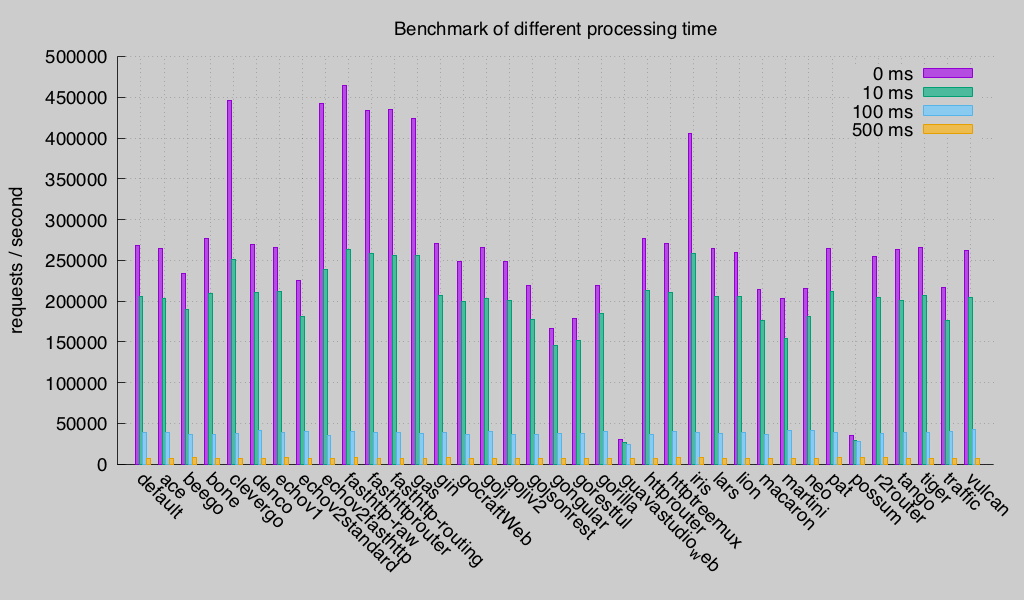 Benchmark of different processing time
requests / second
500000
450000
400000
350000
300000
250000
200000
150000
100000
50000
0
0 ms
10 ms
100 ms
500 ms
default
ace
beego
bone
clevergo
denco
echov1
echov2standard
echov2fasthttp
fasthttp-raw
fasthttprouter
fasthttp-routing
gas
gin
gocraftWeb
goji
gojiv2
gojsonrest
gongular
gorestful
gorilla
guavastudioweb
httprouter
httptreemux
iris
lars
lion
macaron
martini
neo
pat
possum
r2router
tango
tiger
traffic
vulcan